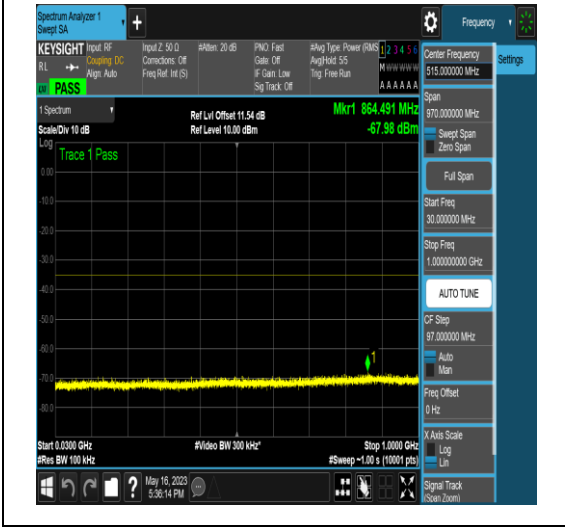 Spectrum Analyzer 1
Swept SA
Frequency
KEYSIGHT
RL
PASS
Input: RF
Coupling: DC
Align: Auto
Input Z: 50 Ω
Corrections: Off
Freq Ref: Int (S)
#Atten: 20 dB
PNO: Fast
Gate: Off
IF Gain: Low
Sig Track: Off
#Avg Type: Power (RMS
Avg|Hold: 5/5
Trig: Free Run
1 2 3 4 5 6
M W W W W W
A A A A A A
1 Spectrum
Scale/Div 10 dB
Ref Lvl Offset 11.54 dB
Ref Level 10.00 dBm
Mkr1 864.491 MHz
-67.98 dBm
Log
Trace 1 Pass
0.00
-10.0
-20.0
-30.0
-40.0
-50.0
-60.0
-70.0
-80.0
1
Start 0.0300 GHz
#Res BW 100 kHz
#Video BW 300 kHz*
Stop 1.0000 GHz
#Sweep ~1.00 s (10001 pts)
?
May 16, 2023
5:36:14 PM
Center Frequency
515.000000 MHz
Span
970.000000 MHz
Swept Span
Zero Span
Full Span
Start Freq
30.000000 MHz
Stop Freq
1.000000000 GHz
AUTO TUNE
CF Step
97.000000 MHz
Auto
Man
Freq Offset
0 Hz
X Axis Scale
Log
Lin
Signal Track
(Span Zoom)
Settings